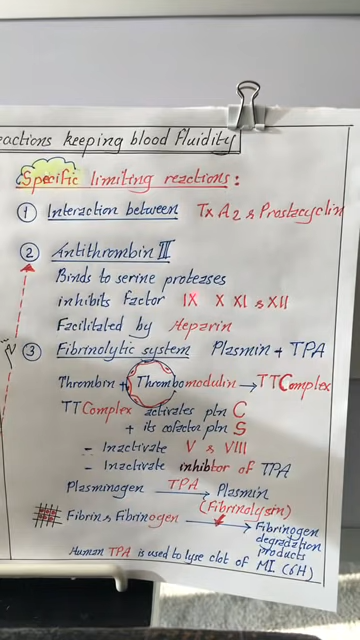 eactions keeping blood fluidity
Specific limiting reactions:
① Interaction between TxA2 & Prostacyclin
② Antithrombin III
Binds to serine proteases
inhibits Factor IX X XI & XII
Facilitated by Heparin
③ Fibrinolytic system Plasmin + TPA
Thrombin + Thrombomodulin → TT Complex
TT Complex activates ptn C
+ its cofactor ptn S
- Inactivate V & VIII
- Inactivate inhibtor of TPA
Plasminogen TPA → Plasmin
(Fibrinolysin)
Fibrin & Fibrinogen → Fibrinogen
degradation
products
Human TPA is used to lyse clot of MI (6H)